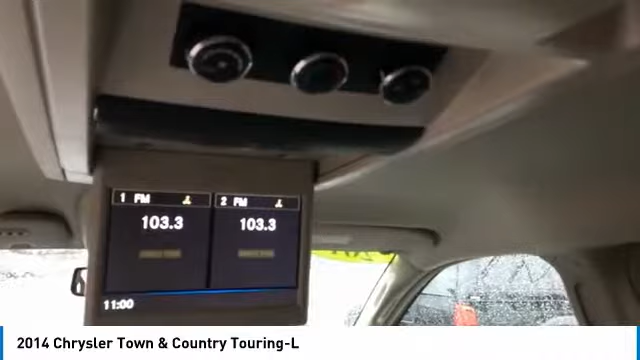 1 FM 2 FM
103.3 103.3
11:00
2014 Chrysler Town & Country Touring-L